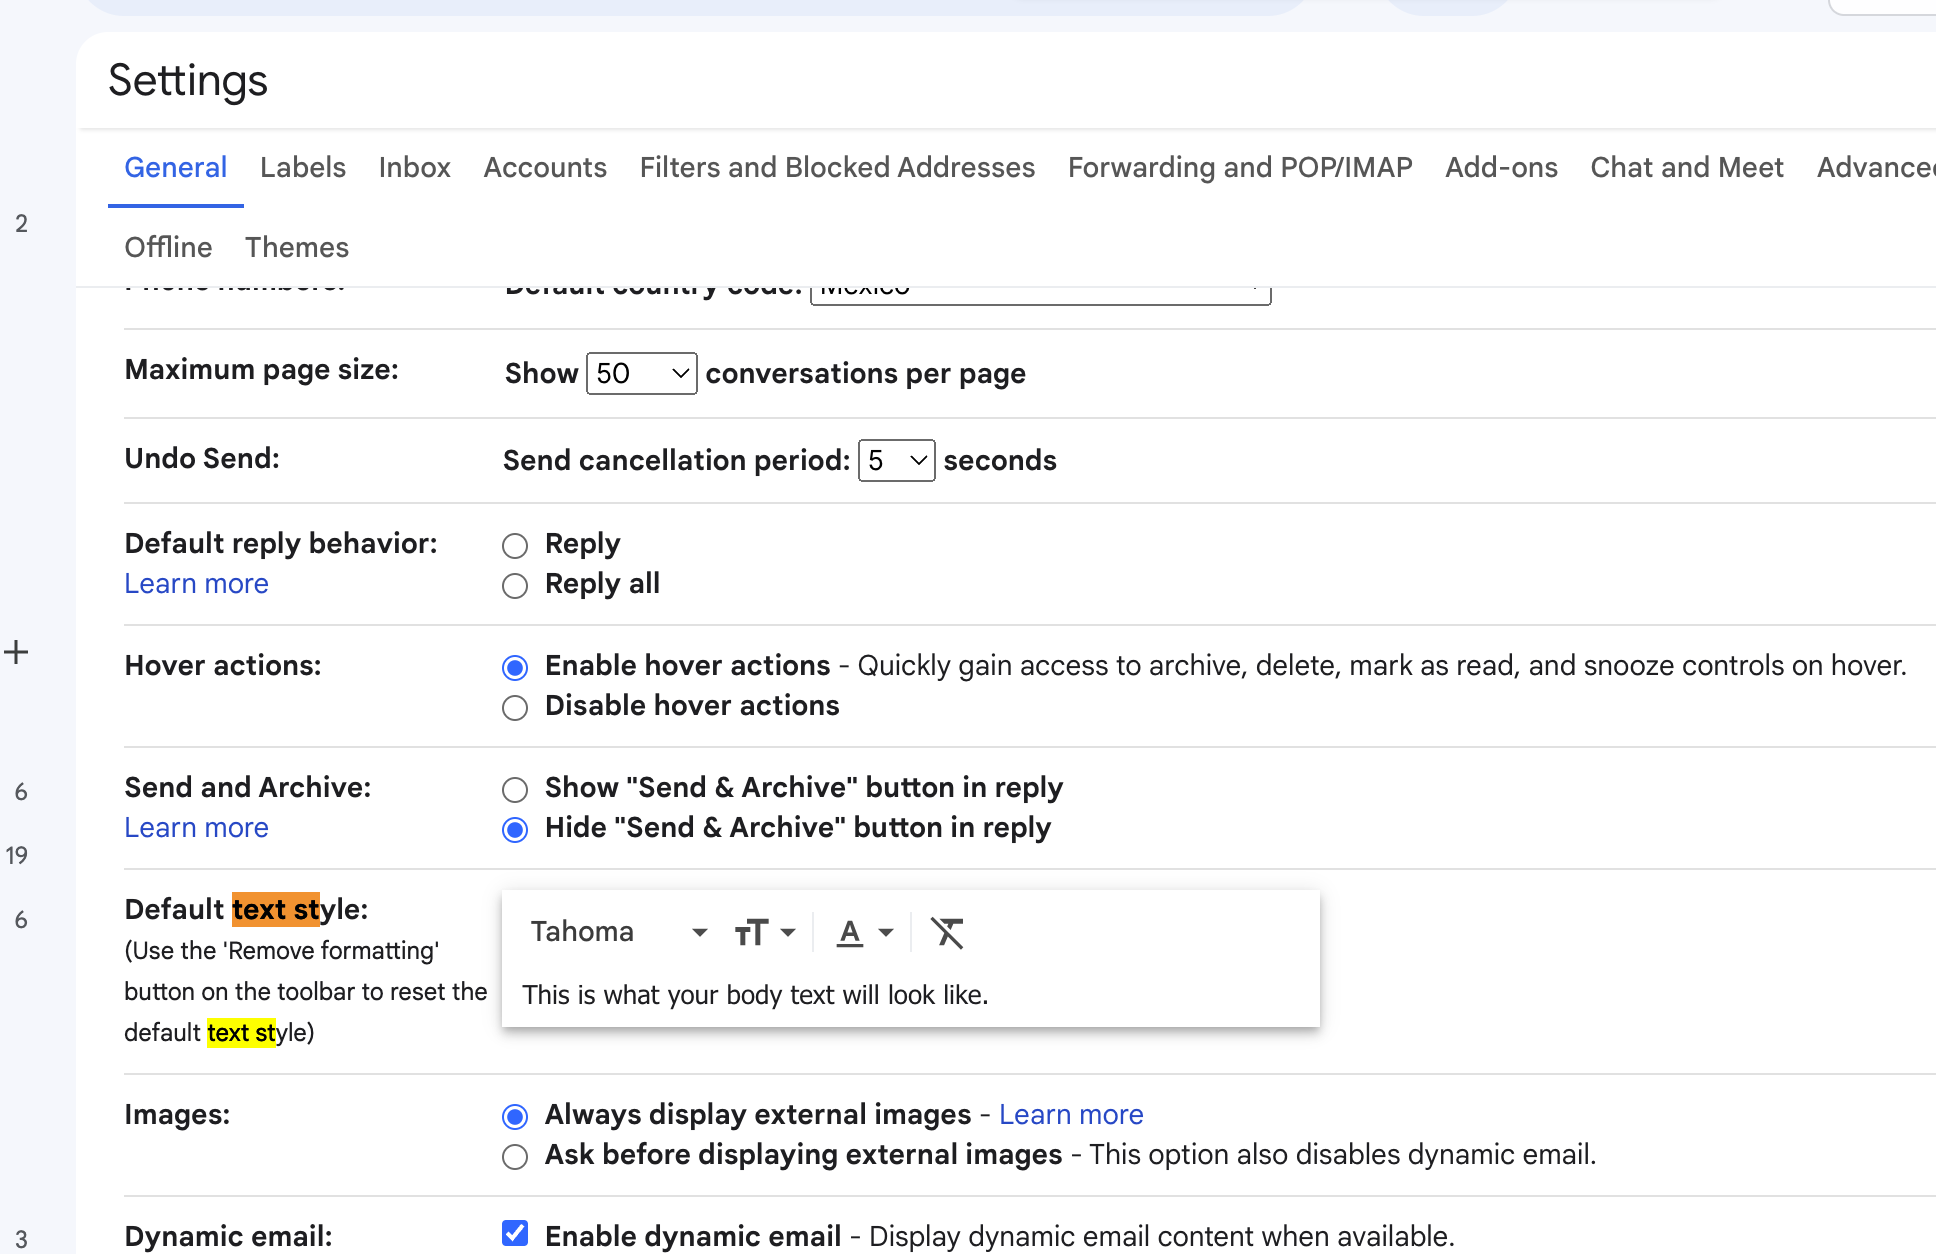 Settings
General Labels Inbox Accounts Filters and Blocked Addresses Forwarding and POP/IMAP Add-ons Chat and Meet Advanced
2
Offline Themes
Phone numbers: Default country code: Mexico
Maximum page size: Show 50 conversations per page
Undo Send: Send cancellation period: 5 seconds
Default reply behavior: Reply
Learn more Reply all
Hover actions: Enable hover actions - Quickly gain access to archive, delete, mark as read, and snooze controls on hover.
Disable hover actions
6
Send and Archive: Show "Send & Archive" button in reply
Learn more Hide "Send & Archive" button in reply
19
6
Default text style:
(Use the 'Remove formatting'
button on the toolbar to reset the
default text style)
Tahoma
This is what your body text will look like.
Images: Always display external images - Learn more
Ask before displaying external images - This option also disables dynamic email.
3
Dynamic email: Enable dynamic email - Display dynamic email content when available.